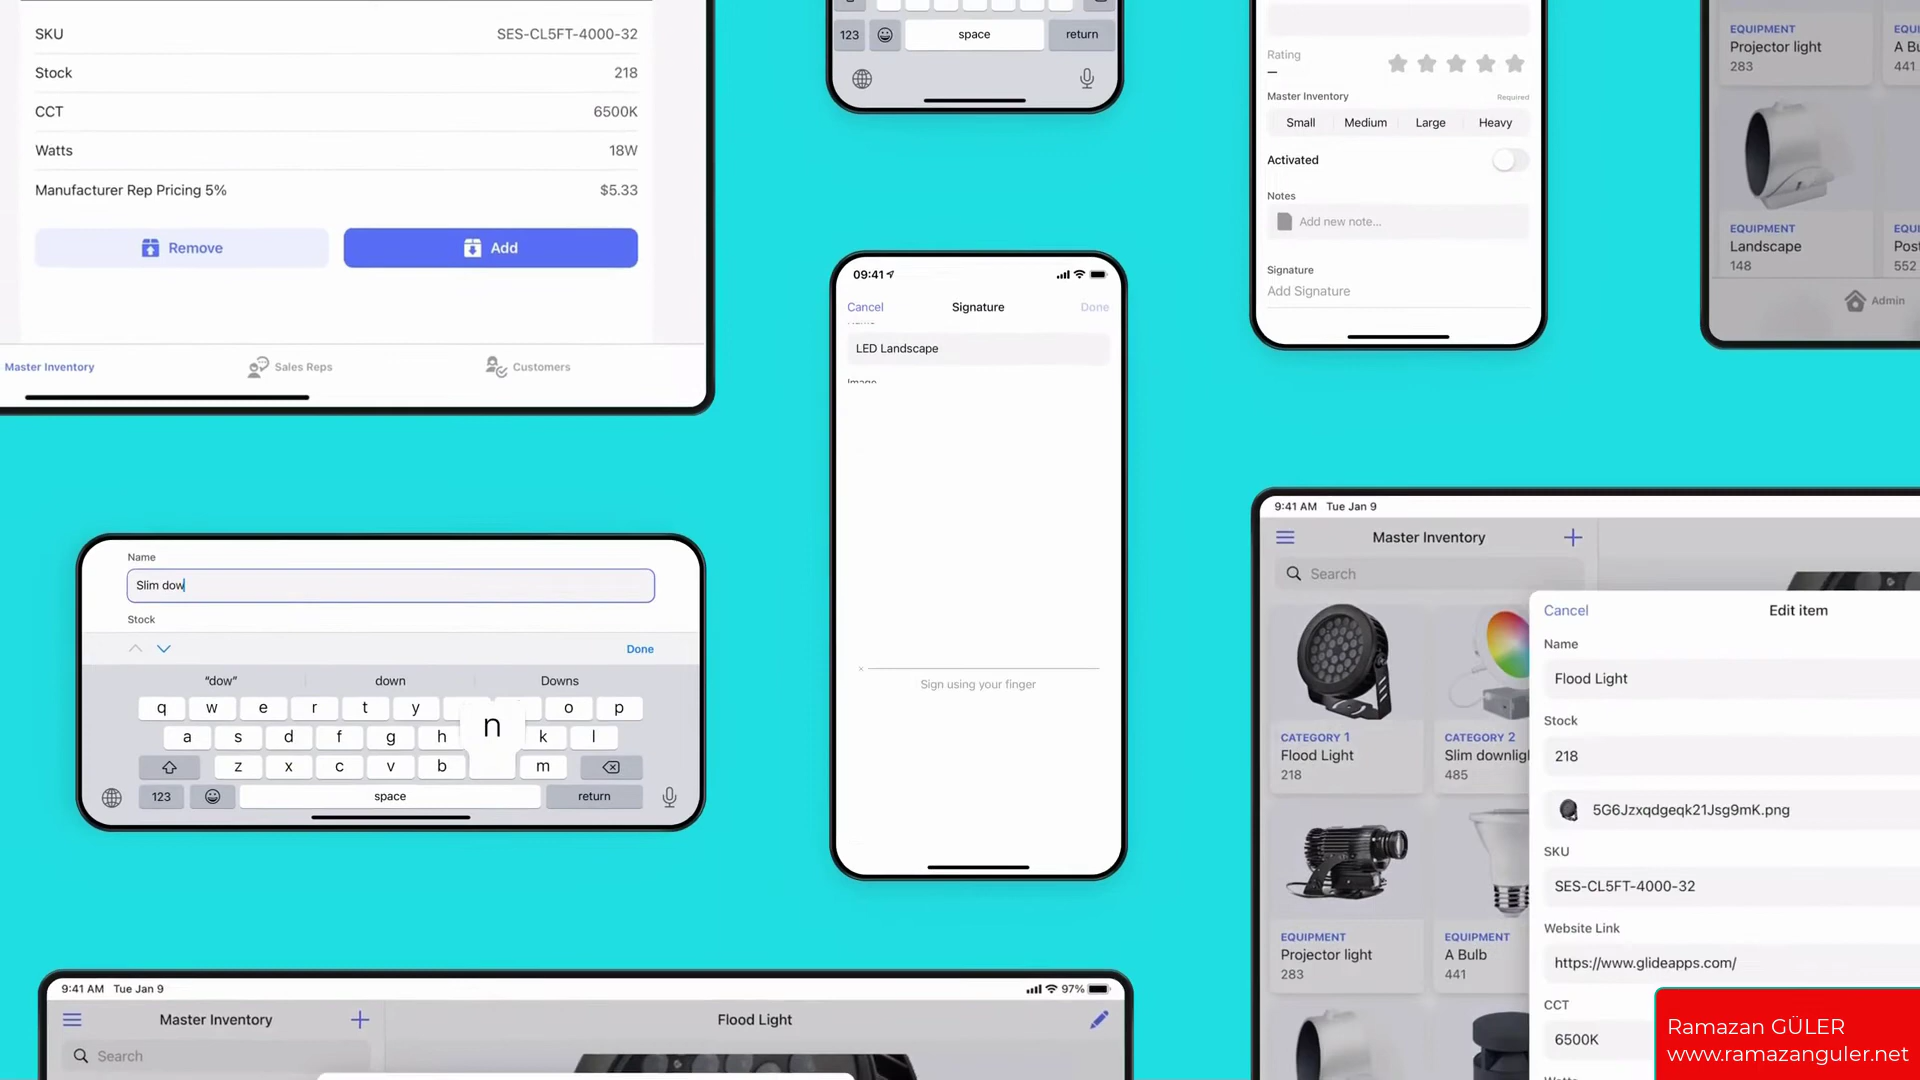 SKU SES-CL5FT-4000-32
Stock 218
CCT 6500K
Watts 18W
Manufacturer Rep Pricing 5% $5.33
Remove Add
Master Inventory Sales Reps Customers
123 space return
Rating
Master Inventory Required
Small Medium Large Heavy
Activated
Notes
Add new note...
Signature
Add Signature
EQUIPMENT
Projector light
283
A Bu
441
EQUIPMENT
Landscape
148
EQUI
Post
552
Admin
09:41
Cancel Signature Done
LED Landscape
Sign using your finger
Name
Slim dow
Stock
Done
"dow" down Downs
q w e r t y o p
a s d f g h k l
z x c v b n m
123 space return
9:41 AM Tue Jan 9
Master Inventory
Search
CATEGORY 1
Flood Light
218
CATEGORY 2
Slim downlig
485
EQUIPMENT
Projector light
283
EQUIPMENT
A Bulb
441
Cancel Edit item
Name
Flood Light
Stock
218
5G6Jzxqdgeqk21Jsg9mK.png
SKU
SES-CL5FT-4000-32
Website Link
https://www.glideapps.com/
CCT
6500K
9:41 AM Tue Jan 9 97%
Master Inventory Flood Light
Search
Ramazan GÜLER
www.ramazanguler.net